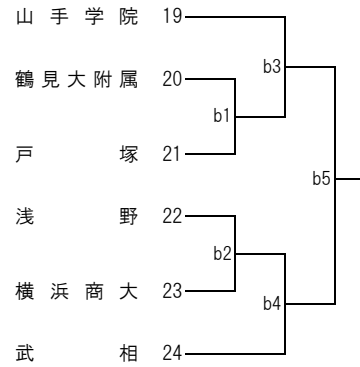 山手学院 19
b3
鶴見大附属 20
b1
戸塚 21
b5
浅野 22
b2
横浜商大 23
b4
武相 24